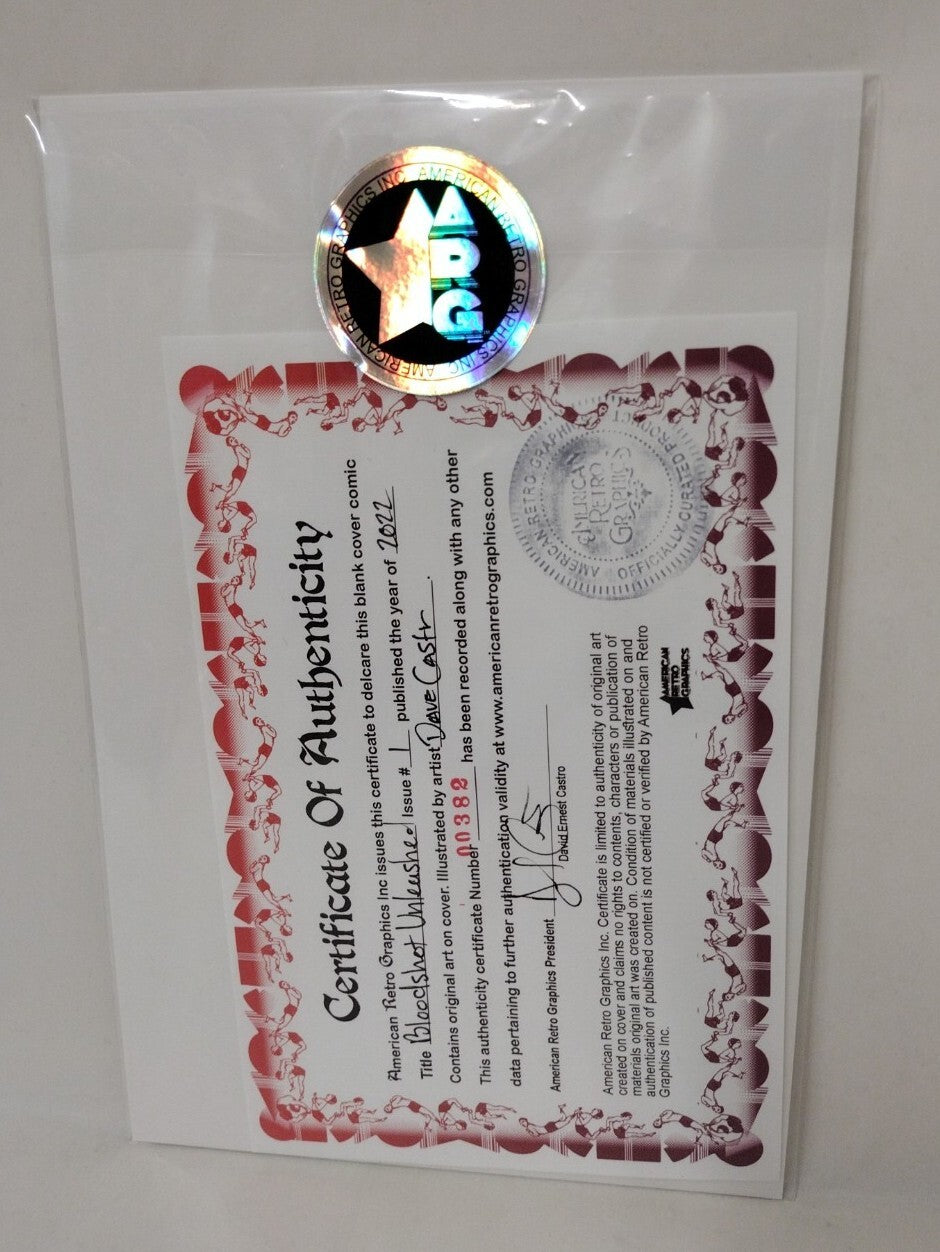 AMERICAN RETRO GRAPHICS INC. AMERICAN RETRO GRAPHICS INC.
ARG
Certificate Of Authenticity
American Retro Graphics Inc issues this certificate to delcare this blank cover comic
Title Bloodshot Unleashed Issue # 1 published the year of 2022
Contains original art on cover. Illustrated by artist Dave Castr.
This authenticity certificate Number 00382 has been recorded along with any other
data pertaining to further authentication validity at www.americanretrographics.com
American Retro Graphics President
David Ernest Castro
AMERICAN RETRO GRAPHICS
OFFICIALLY CURATED PRODUCT
AMERICAN
RETRO
GRAPHICS
American Retro Graphics Inc. Certificate is limited to authenticity of original art
created on cover and claims no rights to contents, characters or publication of
materials original art was created on. Condition of materials illustrated on and
authentication of published content is not certified or verified by American Retro
Graphics Inc.
AMERICAN
RETRO
GRAPHICS